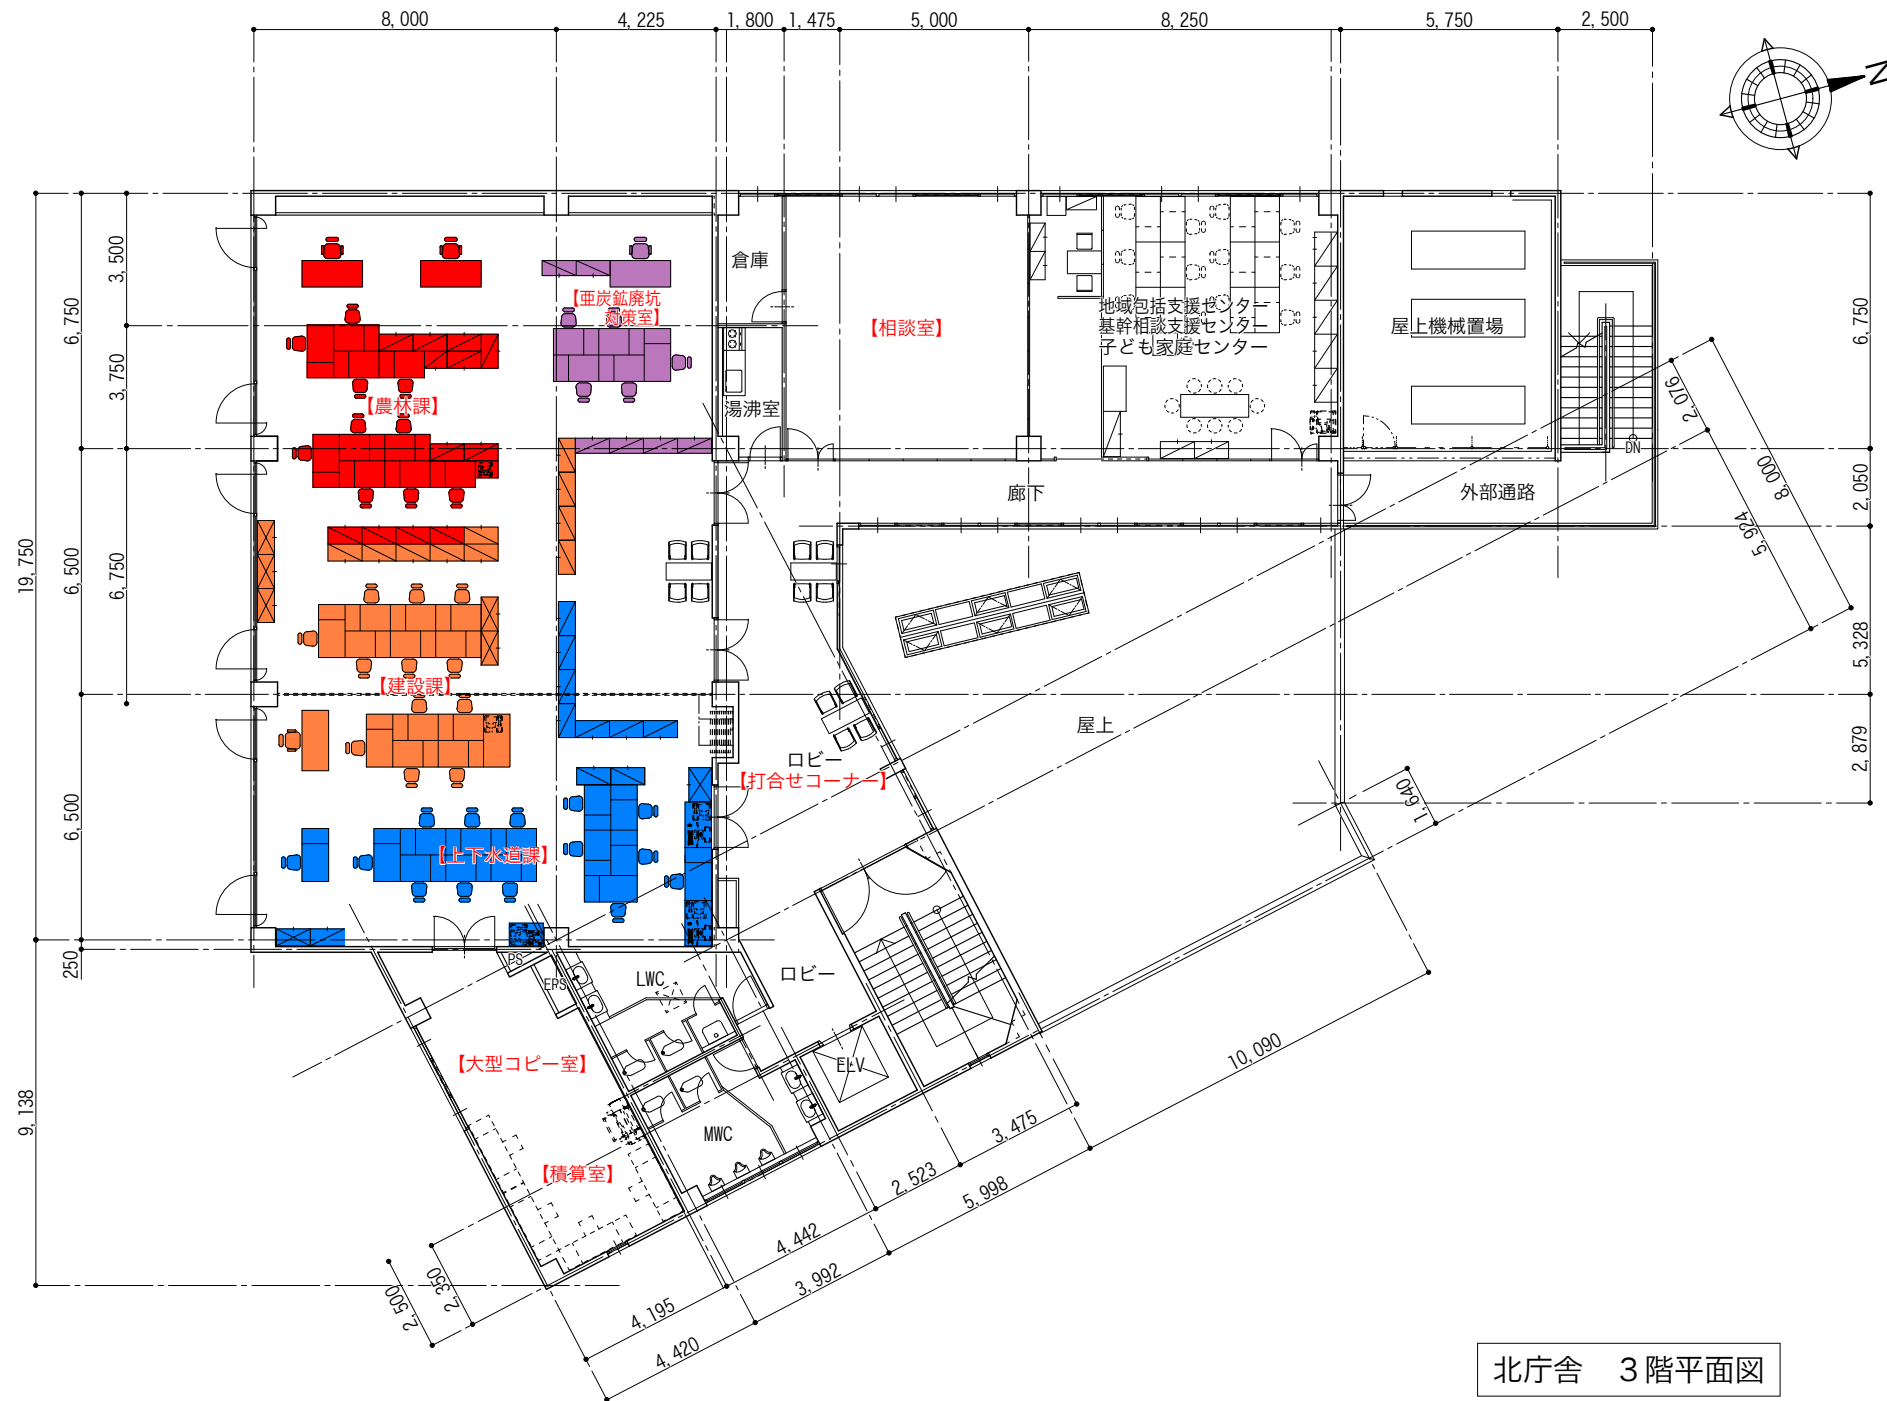 8,000
4,225
1,800
1,475
5,000
8,250
5,750
2,500
N
3,500
6,750
3,750
19,750
6,500
6,750
6,500
250
9,138
6,750
2,050
5,328
2,879
2,076
8,000
5,924
1,640
10,090
倉庫
【亜炭鉱廃坑
対策室】
【相談室】
地域包括支援センター
基幹相談支援センター
子ども家庭センター
屋上機械置場
湯沸室
【農林課】
DN
廊下
外部通路
【建設課】
屋上
ロビー
【打合せコーナー】
【上下水道課】
PS
EPS
LWC
ロビー
【大型コピー室】
ELV
MWC
【積算室】
3,475
2,523
5,998
4,442
3,992
2,350
2,500
4,195
4,420
北庁舎 3階平面図